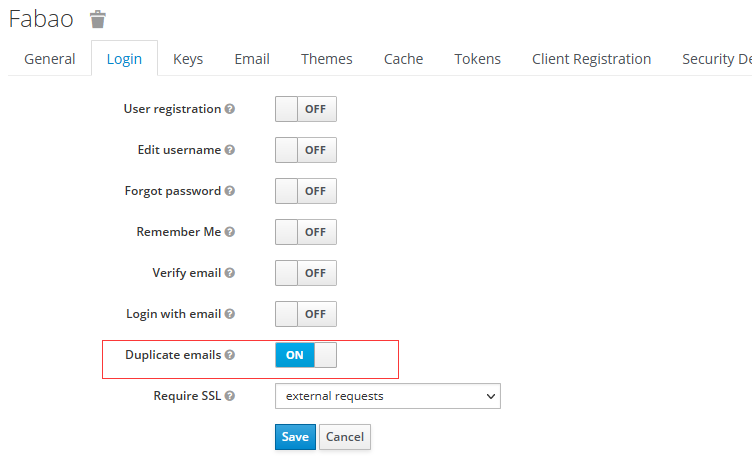 Fabao
General Login Keys Email Themes Cache Tokens Client Registration Security De
User registration OFF
Edit username OFF
Forgot password OFF
Remember Me OFF
Verify email OFF
Login with email OFF
Duplicate emails ON
Require SSL external requests
Save Cancel